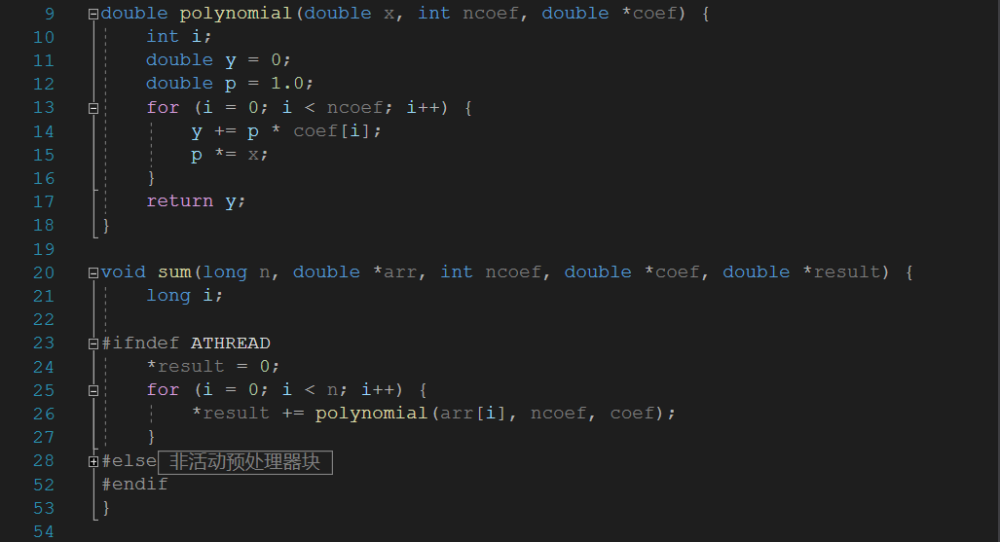 9 double polynomial(double x, int ncoef, double *coef) {
10     int i;
11     double y = 0;
12     double p = 1.0;
13     for (i = 0; i < ncoef; i++) {
14         y += p * coef[i];
15         p *= x;
16     }
17     return y;
18 }
19
20 void sum(long n, double *arr, int ncoef, double *coef, double *result) {
21     long i;
22
23 #ifndef ATHREAD
24     *result = 0;
25     for (i = 0; i < n; i++) {
26         *result += polynomial(arr[i], ncoef, coef);
27     }
28 #else 非活动预处理器块
52 #endif
53 }
54